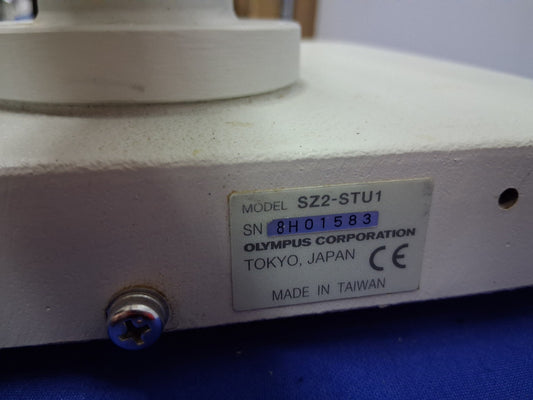 MODEL SZ2-STU1
SN 8H01583
OLYMPUS CORPORATION
TOKYO, JAPAN CE
MADE IN TAIWAN